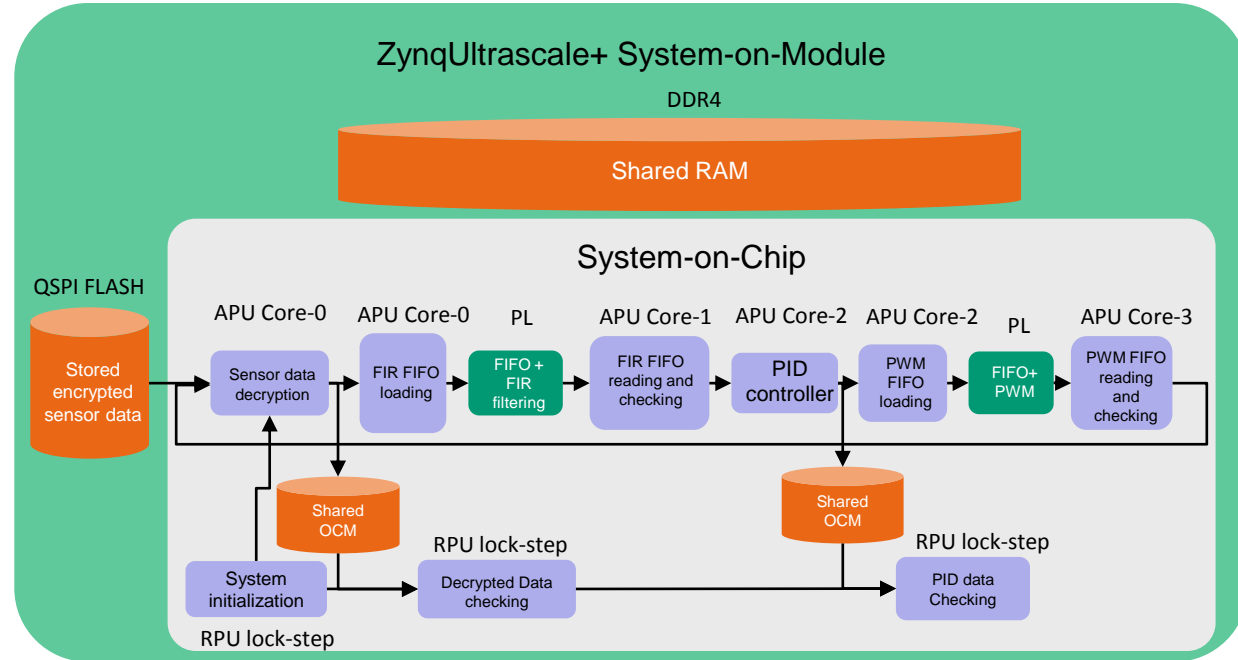 ZynqUltrascale+ System-on-Module
DDR4
Shared RAM
System-on-Chip
QSPI FLASH
Stored
encrypted
sensor data
APU Core-0
Sensor data
decryption
APU Core-0
FIR FIFO
loading
PL
FIFO +
FIR
filtering
APU Core-1
FIR FIFO
reading and
checking
APU Core-2
PID
controller
APU Core-2
PWM
FIFO
loading
PL
FIFO+
PWM
APU Core-3
PWM FIFO
reading
and
checking
Shared
OCM
Shared
OCM
System
initialization
RPU lock-step
RPU lock-step
Decrypted Data
checking
RPU lock-step
PID data
Checking